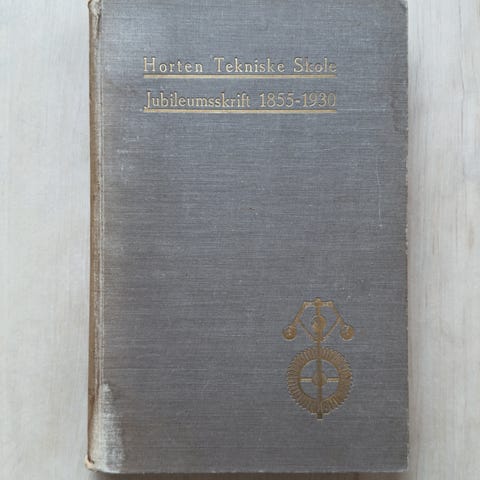 Horten Tekniske Skole
Jubileumsskrift 1855-1930